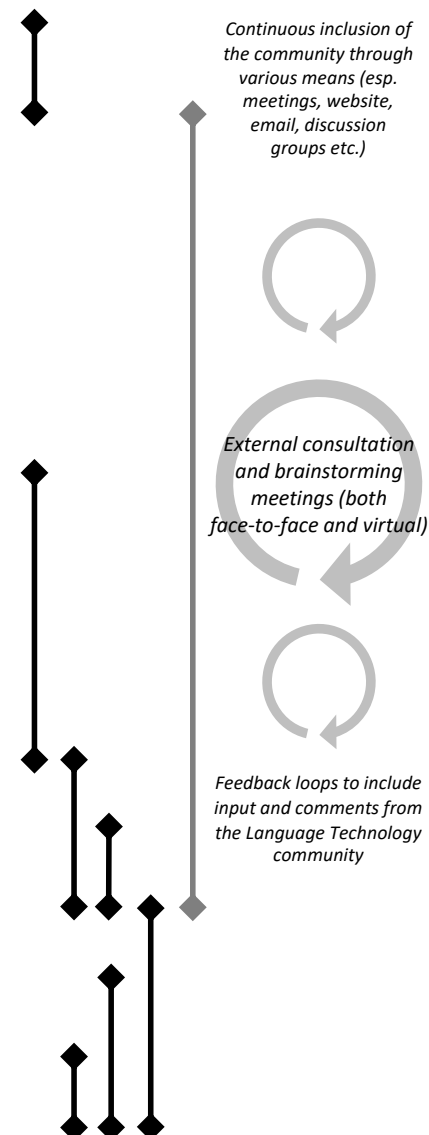 Continuous inclusion of
the community through
various means (esp.
meetings, website,
email, discussion
groups etc.)
External consultation
and brainstorming
meetings (both
face-to-face and virtual)
Feedback loops to include
input and comments from
the Language Technology
community